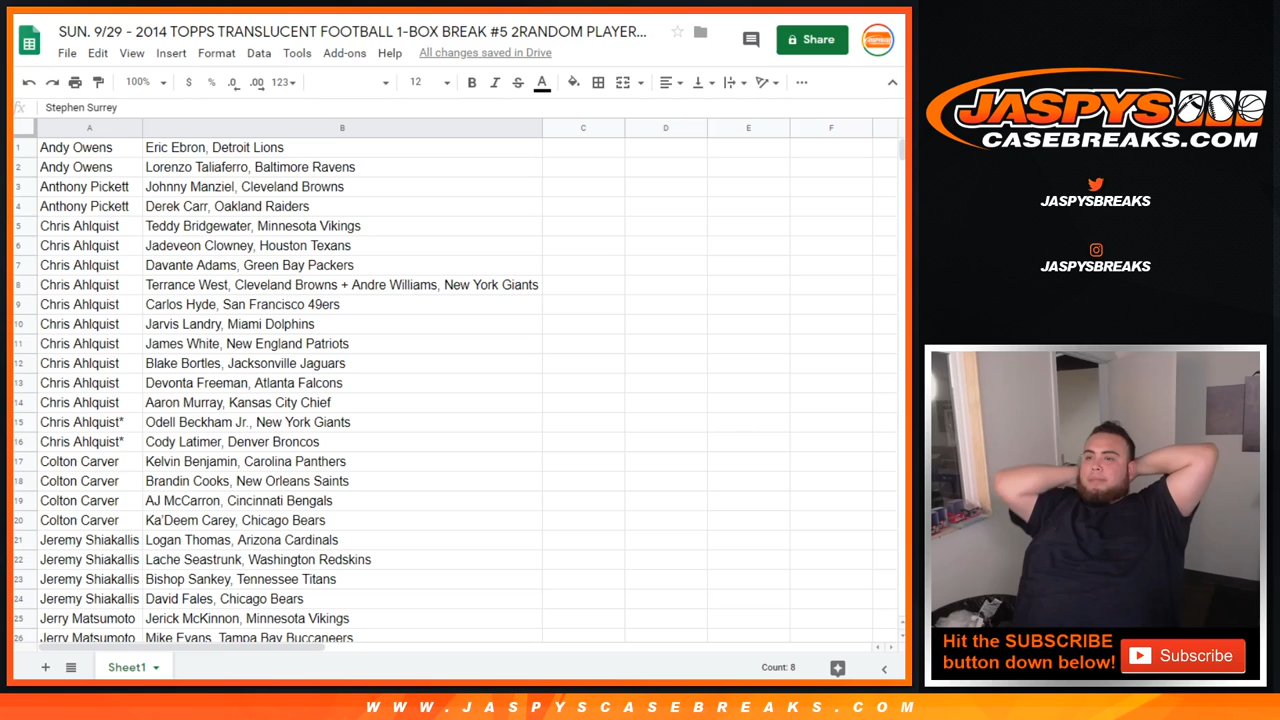 SUN. 9/29 - 2014 TOPPS TRANSLUCENT FOOTBALL 1-BOX BREAK #5 2RANDOM PLAYER...
File Edit View Insert Format Data Tools Add-ons Help All changes saved in Drive
Share
100% $ % .0 .00 123 12 B I S A
fx Stephen Surrey
A B C D E F
1 Andy Owens Eric Ebron, Detroit Lions
2 Andy Owens Lorenzo Taliaferro, Baltimore Ravens
3 Anthony Pickett Johnny Manziel, Cleveland Browns
4 Anthony Pickett Derek Carr, Oakland Raiders
5 Chris Ahlquist Teddy Bridgewater, Minnesota Vikings
6 Chris Ahlquist Jadeveon Clowney, Houston Texans
7 Chris Ahlquist Davante Adams, Green Bay Packers
8 Chris Ahlquist Terrance West, Cleveland Browns + Andre Williams, New York Giants
9 Chris Ahlquist Carlos Hyde, San Francisco 49ers
10 Chris Ahlquist Jarvis Landry, Miami Dolphins
11 Chris Ahlquist James White, New England Patriots
12 Chris Ahlquist Blake Bortles, Jacksonville Jaguars
13 Chris Ahlquist Devonta Freeman, Atlanta Falcons
14 Chris Ahlquist Aaron Murray, Kansas City Chief
15 Chris Ahlquist* Odell Beckham Jr., New York Giants
16 Chris Ahlquist* Cody Latimer, Denver Broncos
17 Colton Carver Kelvin Benjamin, Carolina Panthers
18 Colton Carver Brandin Cooks, New Orleans Saints
19 Colton Carver AJ McCarron, Cincinnati Bengals
20 Colton Carver Ka'Deem Carey, Chicago Bears
21 Jeremy Shiakallis Logan Thomas, Arizona Cardinals
22 Jeremy Shiakallis Lache Seastrunk, Washington Redskins
23 Jeremy Shiakallis Bishop Sankey, Tennessee Titans
24 Jeremy Shiakallis David Fales, Chicago Bears
25 Jerry Matsumoto Jerick McKinnon, Minnesota Vikings
26 Jerry Matsumoto Mike Evans, Tampa Bay Buccaneers
Sheet1 Count: 8
JASPYS
CASEBREAKS.COM
JASPYSBREAKS
JASPYSBREAKS
Hit the SUBSCRIBE
button down below!
Subscribe
WWW.JASPYSCASEBREAKS.COM